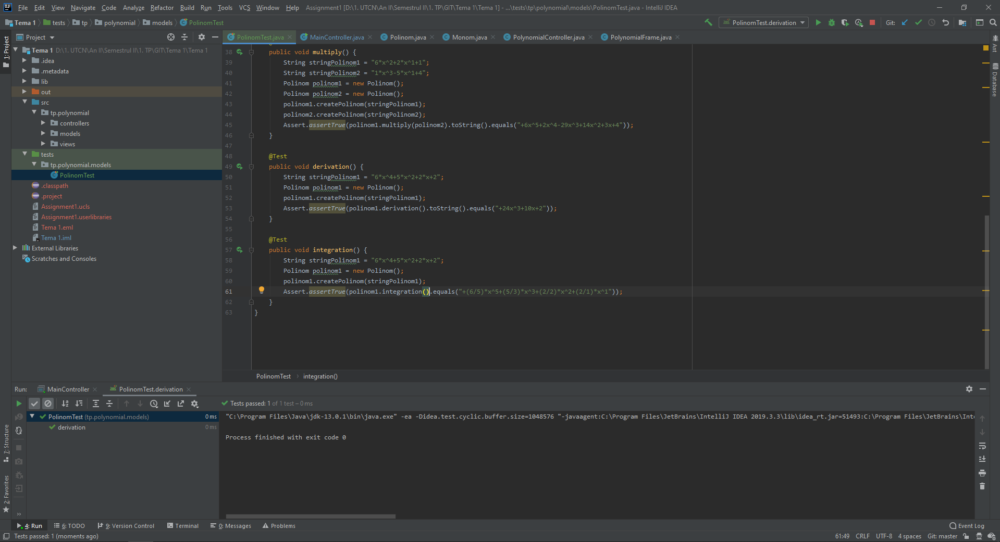 File Edit View Navigate Code Analyze Refactor Build Run Tools VCS Window Help Assignment1 [D:\1. UTCN\An II\Semestrul II\1. TP\GIT\Tema 1\Tema 1] - ...\tests\tp\polynomial\models\PolinomTest.java - IntelliJ IDEA
Tema 1 tests tp polynomial models PolinomTest
PolinomTest.derivation Git:
Project
PolinomTest.java MainController.java Polinom.java Monom.java PolynomialController.java PolynomialFrame.java
1: Project
Tema 1 D:\1. UTCN\An II\Semestrul II\1. TP\GIT\Tema 1\Tema 1
.idea
.metadata
lib
out
src
tp.polynomial
controllers
models
views
tests
tp.polynomial.models
PolinomTest
.classpath
.project
Assignment1.ucls
Assignment1.userlibraries
Tema 1.eml
Tema 1.iml
External Libraries
Scratches and Consoles
38 public void multiply() {
39 String stringPolinom1 = "6*x^2+2*x^1+1";
40 String stringPolinom2 = "1*x^3-5*x^1+4";
41 Polinom polinom1 = new Polinom();
42 Polinom polinom2 = new Polinom();
43 polinom1.createPolinom(stringPolinom1);
44 polinom2.createPolinom(stringPolinom2);
45 Assert.assertTrue(polinom1.multiply(polinom2).toString().equals("+6x^5+2x^4-29x^3+14x^2+3x+4"));
46 }
47
48 @Test
49 public void derivation() {
50 String stringPolinom1 = "6*x^4+5*x^2+2*x+2";
51 Polinom polinom1 = new Polinom();
52 polinom1.createPolinom(stringPolinom1);
53 Assert.assertTrue(polinom1.derivation().toString().equals("+24x^3+10x+2"));
54 }
55
56 @Test
57 public void integration() {
58 String stringPolinom1 = "6*x^4+5*x^2+2*x+2";
59 Polinom polinom1 = new Polinom();
60 polinom1.createPolinom(stringPolinom1);
61 Assert.assertTrue(polinom1.integration().equals("+(6/5)*x^5+(5/3)*x^3+(2/2)*x^2+(2/1)*x^1"));
62 }
63 }
PolinomTest integration()
Ant
Database
Run: MainController PolinomTest.derivation
Tests passed: 1 of 1 test – 0 ms
PolinomTest (tp.polynomial.models) 0 ms
derivation 0 ms
"C:\Program Files\Java\jdk-13.0.1\bin\java.exe" -ea -Didea.test.cyclic.buffer.size=1048576 "-javaagent:C:\Program Files\JetBrains\IntelliJ IDEA 2019.3.3\lib\idea_rt.jar=51493:C:\Program Files\JetBrains\Inte
Process finished with exit code 0
7: Structure
2: Favorites
4: Run 6: TODO 9: Version Control Terminal 0: Messages Problems Event Log
Tests passed: 1 (moments ago) 61:49 CRLF UTF-8 4 spaces Git: master